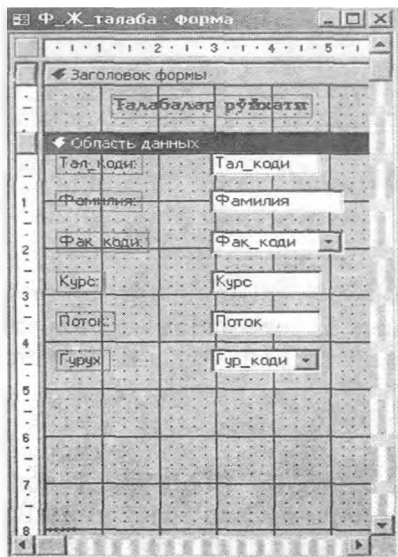 Ф_Ж_талаба : форма
1 2 3 4 5
Заголовок формы
Талабалар рўйхати
Область данных
Тал_коди: Тал_коди
1
Фамилия: Фамилия
Фак_коди: Фак_коди
2
Курс: Курс
3
Поток: Поток
4
Гурух Гур_коди
5
6
7
8